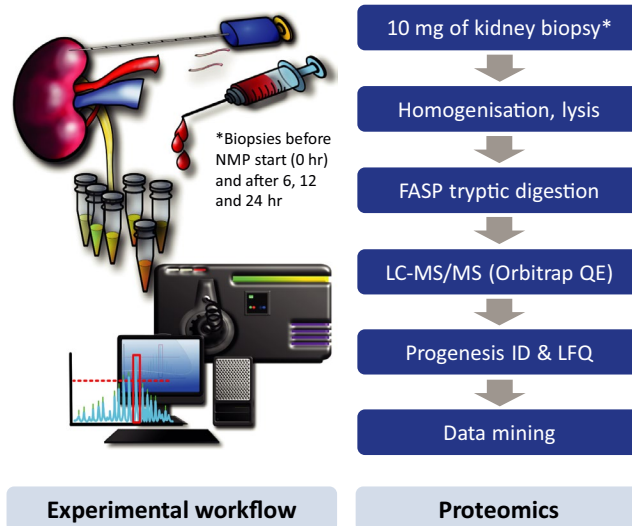 *Biopsies before
NMP start (0 hr)
and after 6, 12
and 24 hr
Experimental workflow
10 mg of kidney biopsy*
Homogenisation, lysis
FASP tryptic digestion
LC-MS/MS (Orbitrap QE)
Progenesis ID & LFQ
Data mining
Proteomics